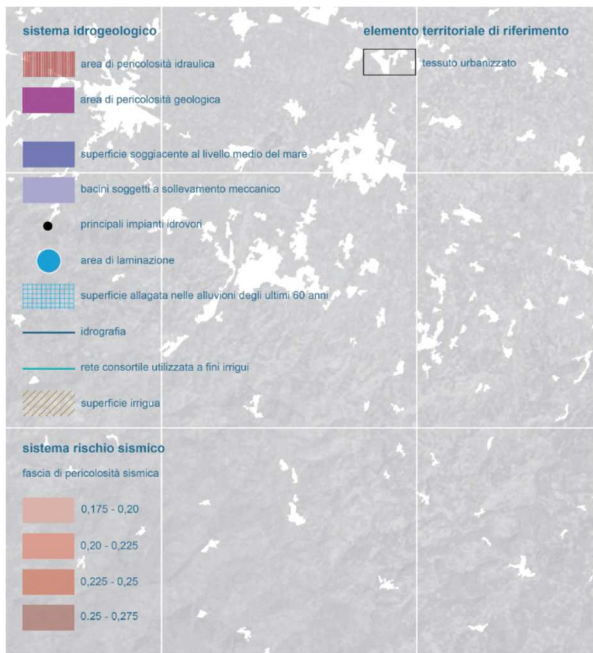 sistema idrogeologico
area di pericolosità idraulica
area di pericolosità geologica
superficie soggiacente al livello medio del mare
bacini soggetti a sollevamento meccanico
principali impianti idrovori
area di laminazione
superficie allagata nelle alluvioni degli ultimi 60 anni
idrografia
rete consortile utilizzata a fini irrigui
superficie irrigua
sistema rischio sismico
fascia di pericolosità sismica
0,175 - 0,20
0,20 - 0,225
0,225 - 0,25
0.25 - 0,275
elemento territoriale di riferimento
tessuto urbanizzato